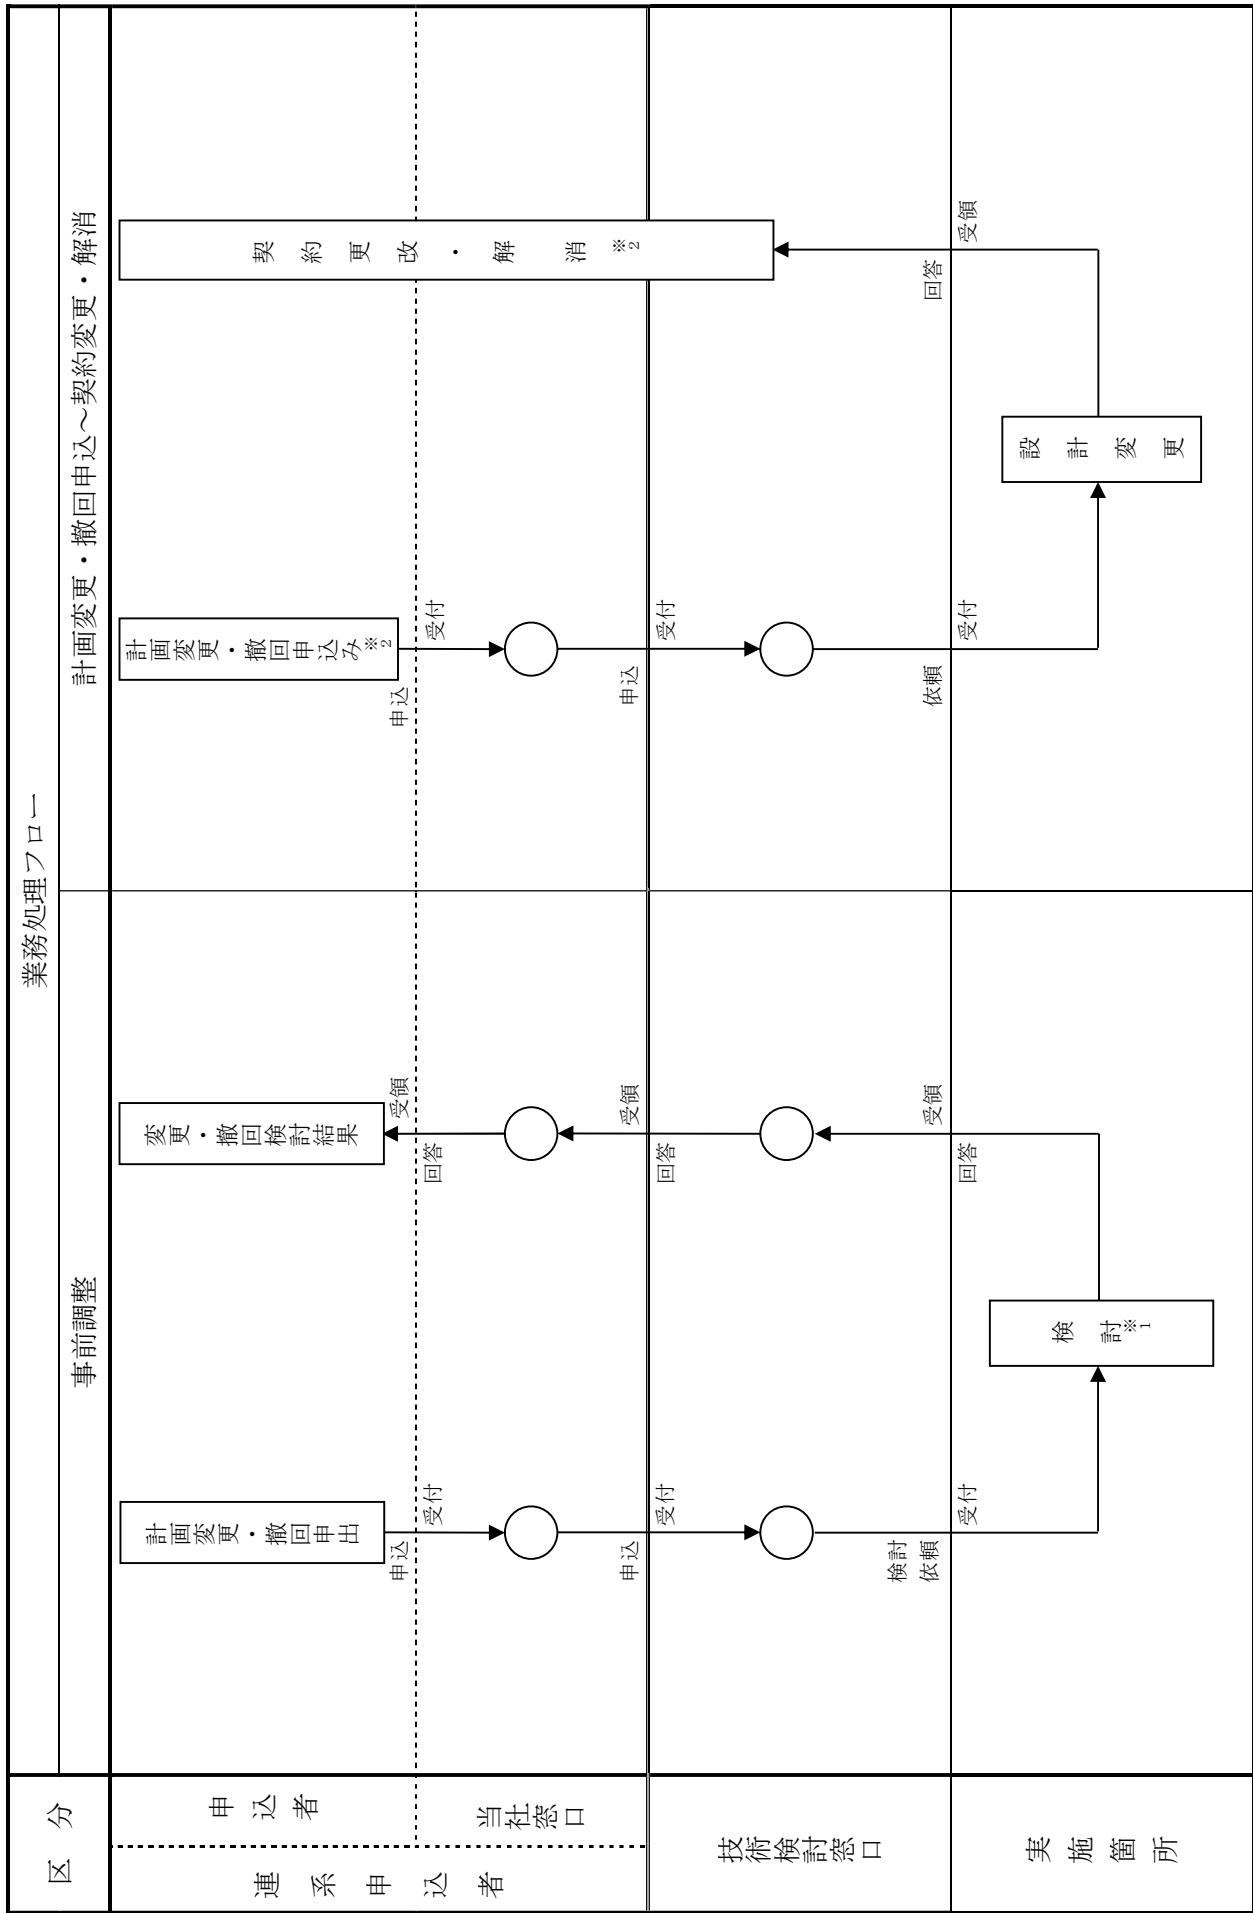 区　分
業務処理フロー
事前調整
計画変更・撤回申込～契約変更・解消
連系申込者
申込者
計画変更・撤回申出
変更・撤回検討結果
計画変更・撤回申込み※2
契約更改・解消※2
申込
受領
申込
当社窓口
受付
回答
受付
申込
受領
申込
技術検討窓口
受付
回答
受付
検討
依頼
受領
依頼
回答
実施箇所
受付
回答
受付
受領
検討※1
設計変更